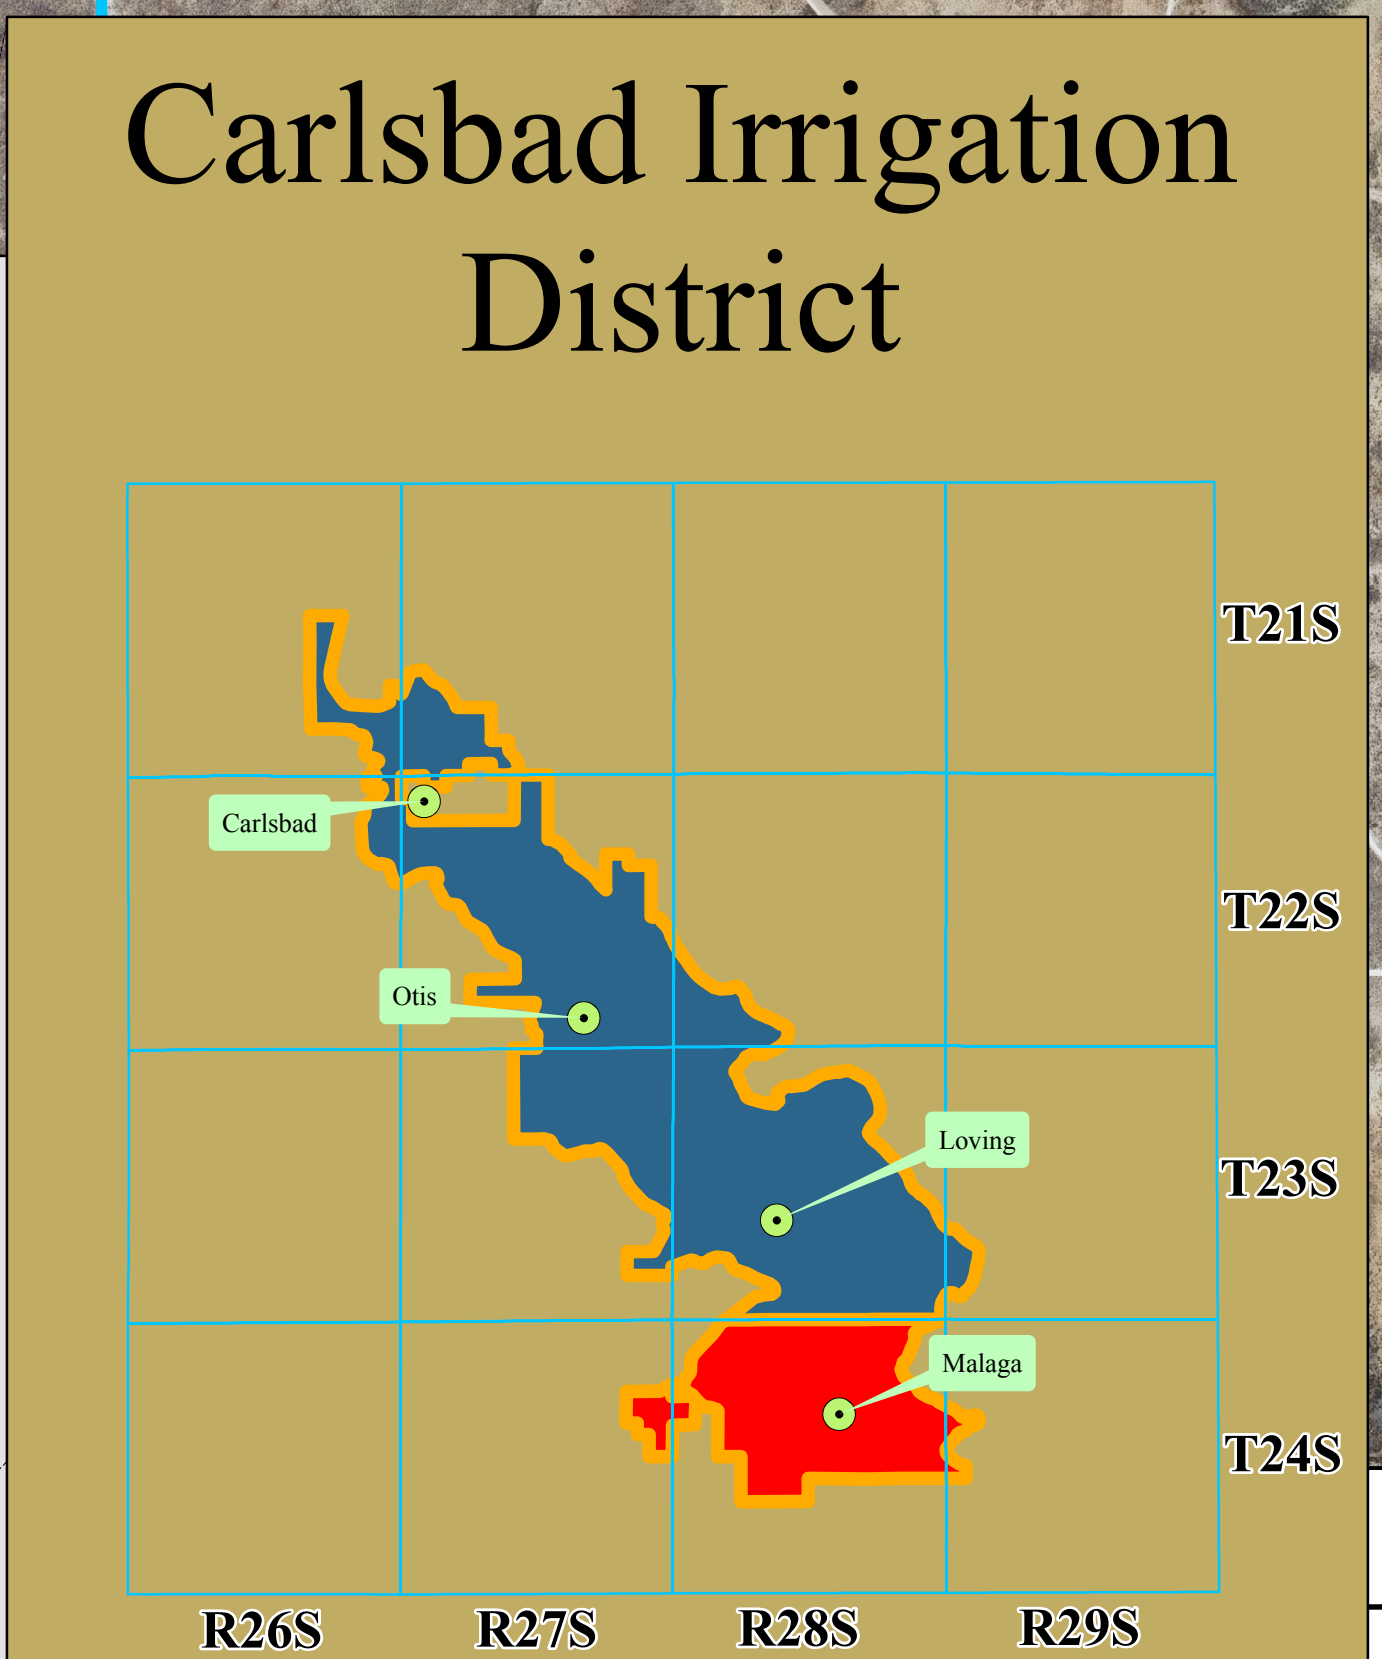 Carlsbad Irrigation
District
T21S
Carlsbad
T22S
Otis
Loving
T23S
Malaga
T24S
R26S R27S R28S R29S